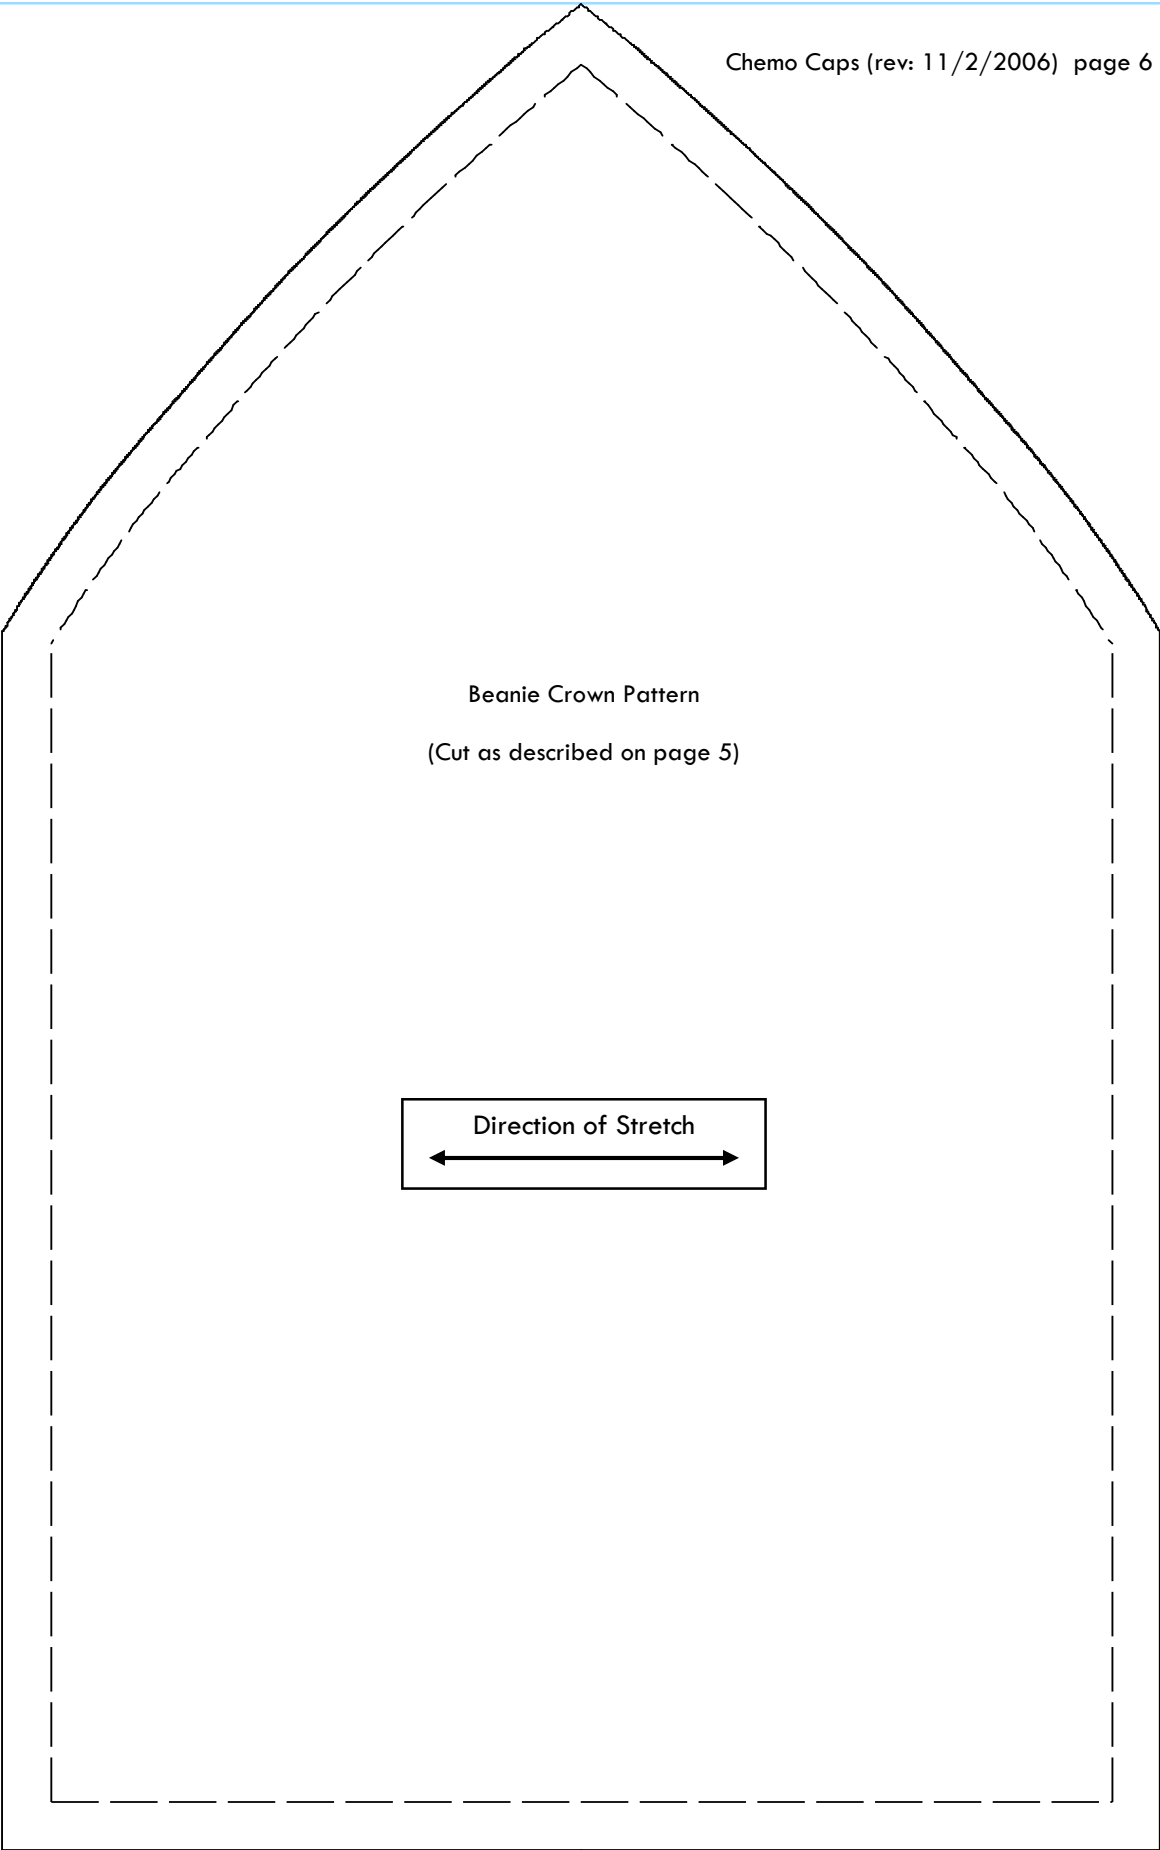 Chemo Caps (rev: 11/2/2006)  page 6
Beanie Crown Pattern
(Cut as described on page 5)
Direction of Stretch